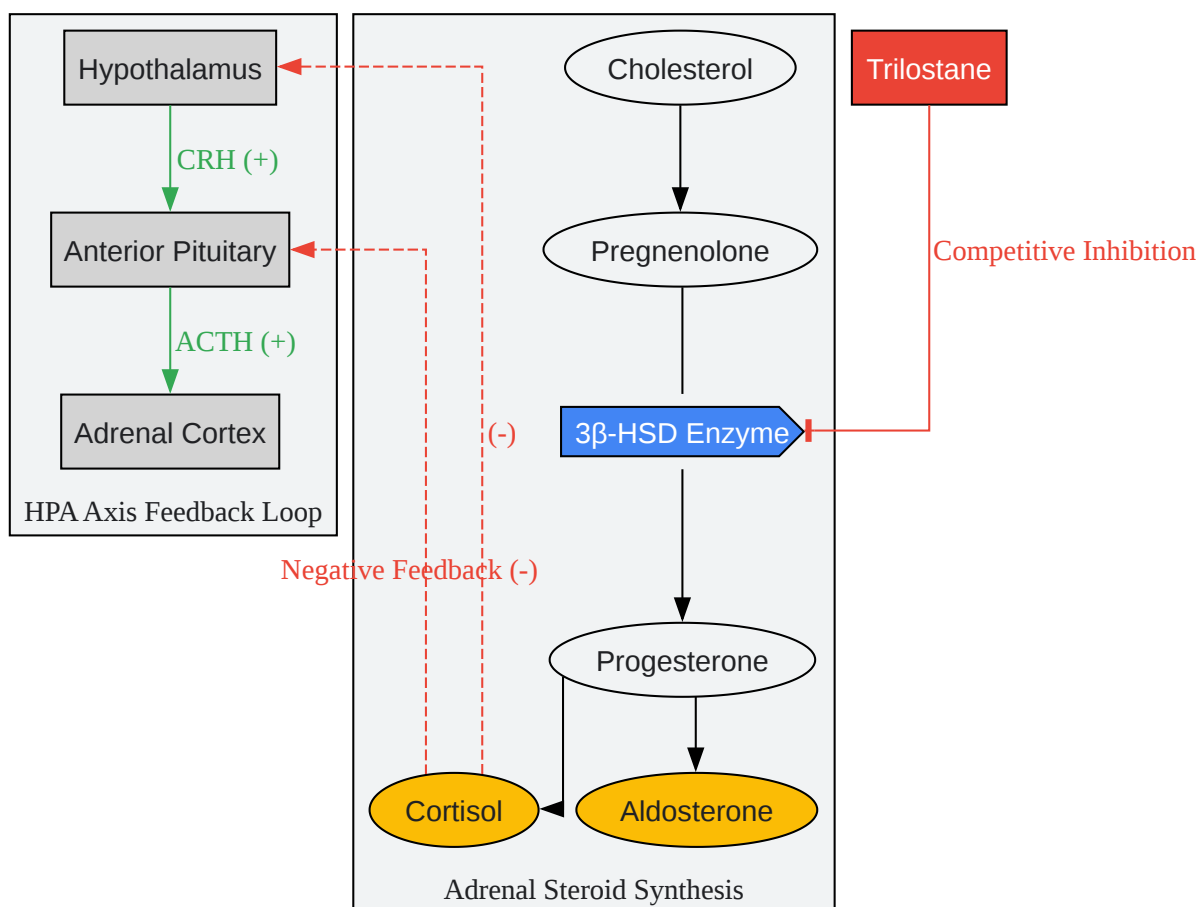 Hypothalamus
Cholesterol
Trilostane
CRH (+)
Anterior Pituitary
Pregnenolone
Competitive Inhibition
ACTH (+)
Adrenal Cortex
(-)
3β-HSD Enzyme
HPA Axis Feedback Loop
Negative Feedback (-)
Progesterone
Cortisol
Aldosterone
Adrenal Steroid Synthesis